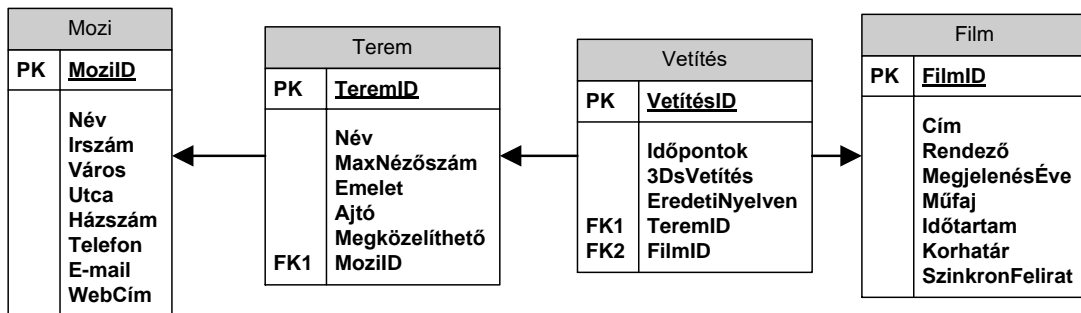 Mozi
PK MoziID
Név
Irszám
Város
Utca
Házszám
Telefon
E-mail
WebCím
Terem
PK TeremID
Név
MaxNézőszám
Emelet
Ajtó
Megközelíthető
FK1 MoziID
Vetítés
PK VetítésID
Időpontok
3DsVetítés
EredetiNyelven
FK1 TeremID
FK2 FilmID
Film
PK FilmID
Cím
Rendező
MegjelenésÉve
Műfaj
Időtartam
Korhatár
SzinkronFelirat